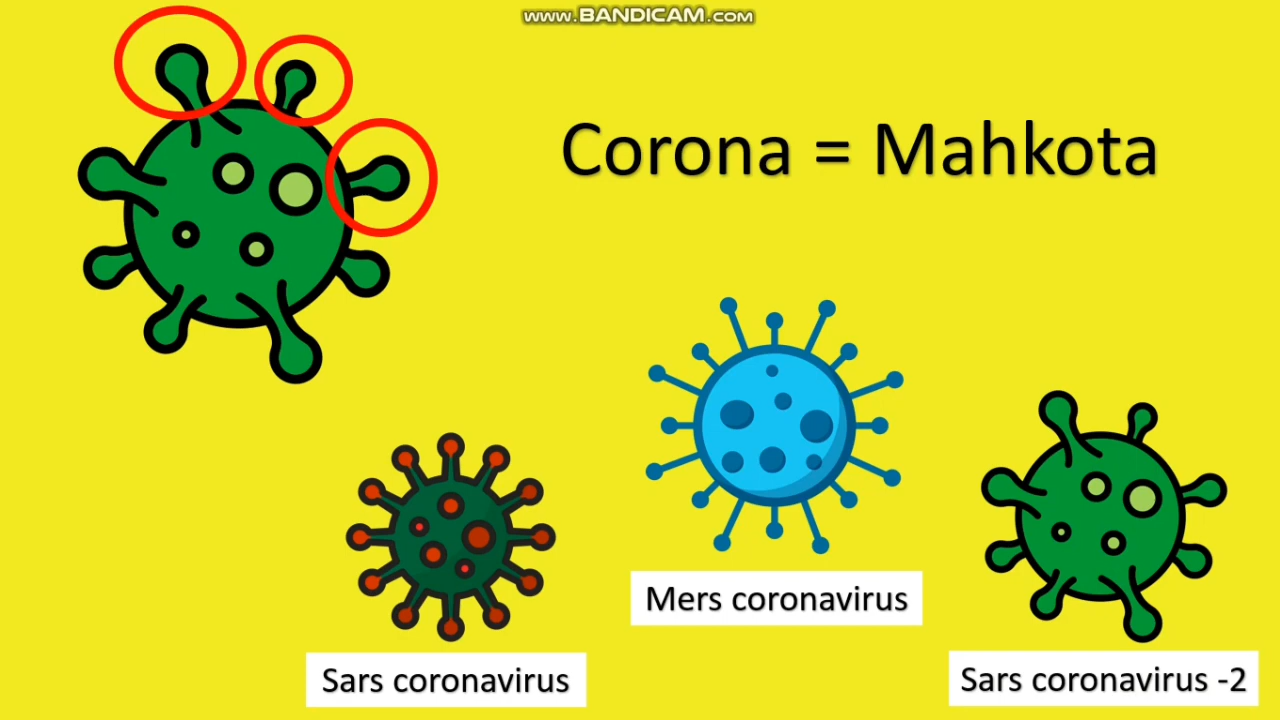 www.BANDICAM.com
Corona = Mahkota
Mers coronavirus
Sars coronavirus
Sars coronavirus -2